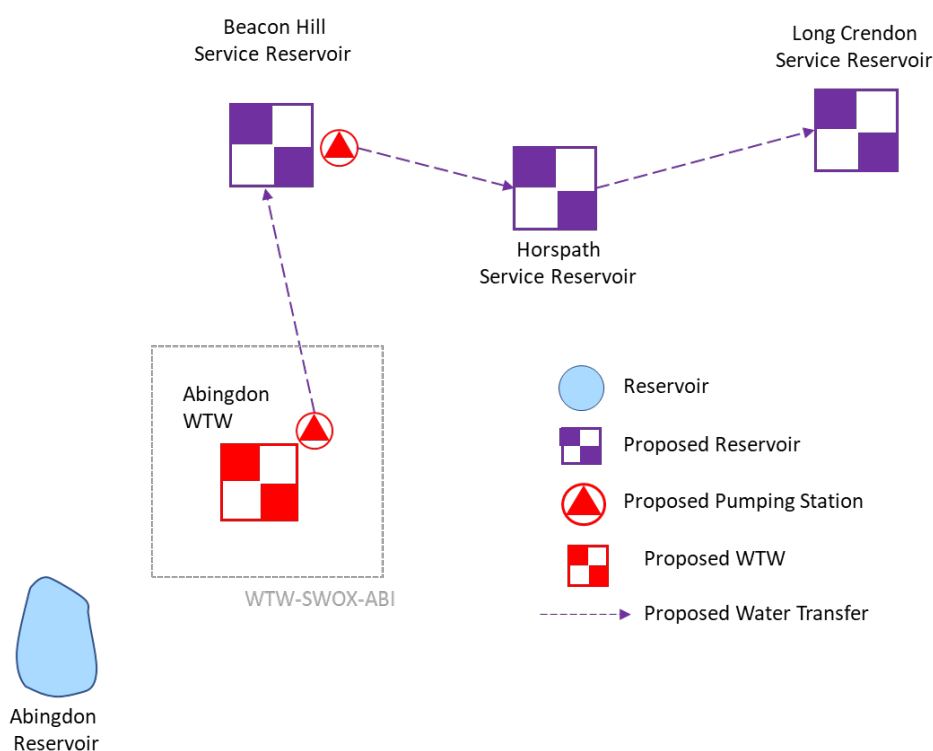 Beacon Hill
Service Reservoir
Long Crendon
Service Reservoir
Horspath
Service Reservoir
Abingdon
WTW
WTW-SWOX-ABI
Abingdon
Reservoir
Reservoir
Proposed Reservoir
Proposed Pumping Station
Proposed WTW
Proposed Water Transfer